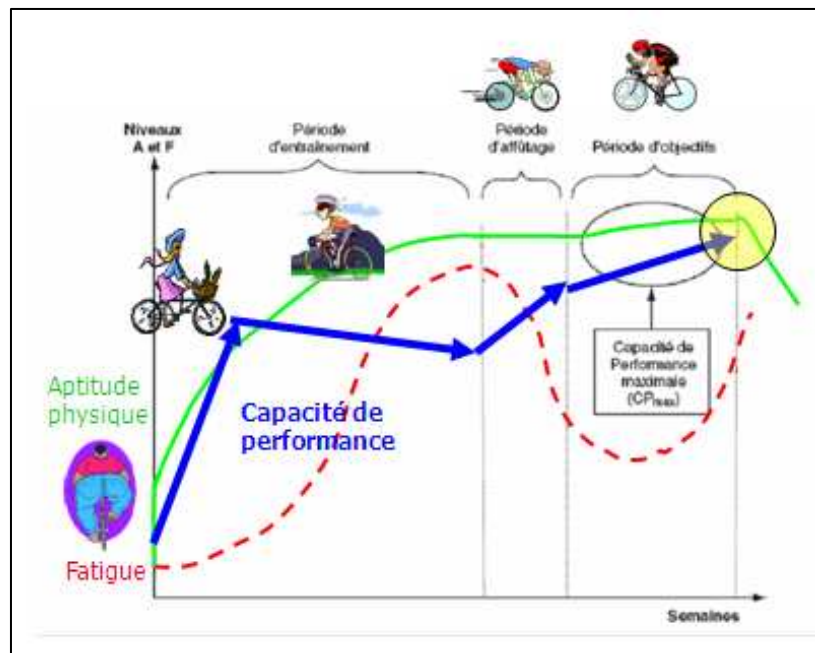 Niveaux
A et F
Période
d'entraînement
Période
d'affûtage
Période d'objectifs
Aptitude
physique
Capacité de
performance
Capacité de
Performance
maximale
(CPmax)
Fatigue
Semaines